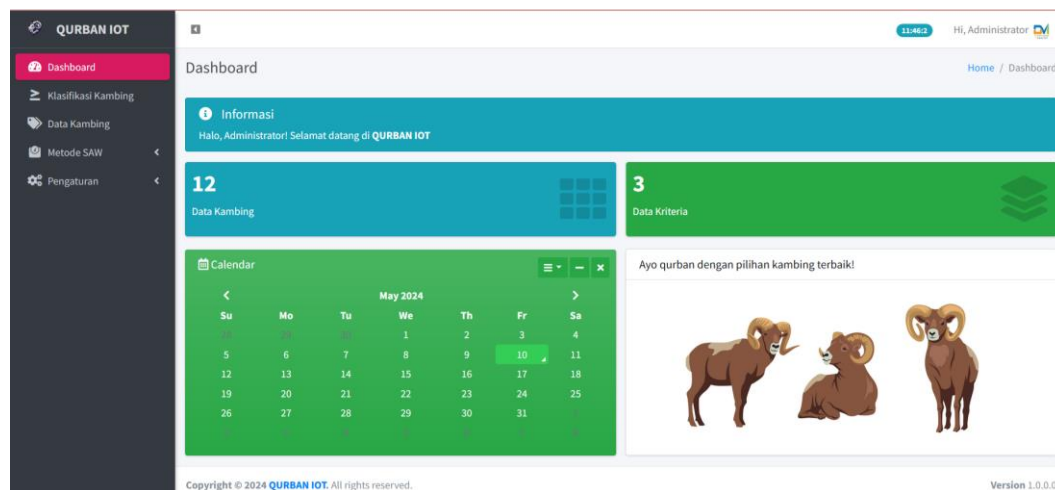 QURBAN IOT
11:46:2
Hi, Administrator
Dashboard
Klasifikasi Kambing
Data Kambing
Metode SAW
Pengaturan
Dashboard
Home / Dashboard
Informasi
Halo, Administrator! Selamat datang di QURBAN IOT
12
Data Kambing
3
Data Kriteria
Calendar
May 2024
Su Mo Tu We Th Fr Sa
28 29 30 1 2 3 4
5 6 7 8 9 10 11
12 13 14 15 16 17 18
19 20 21 22 23 24 25
26 27 28 29 30 31
Ayo qurban dengan pilihan kambing terbaik!
Copyright © 2024 QURBAN IOT. All rights reserved.
Version 1.0.0.0